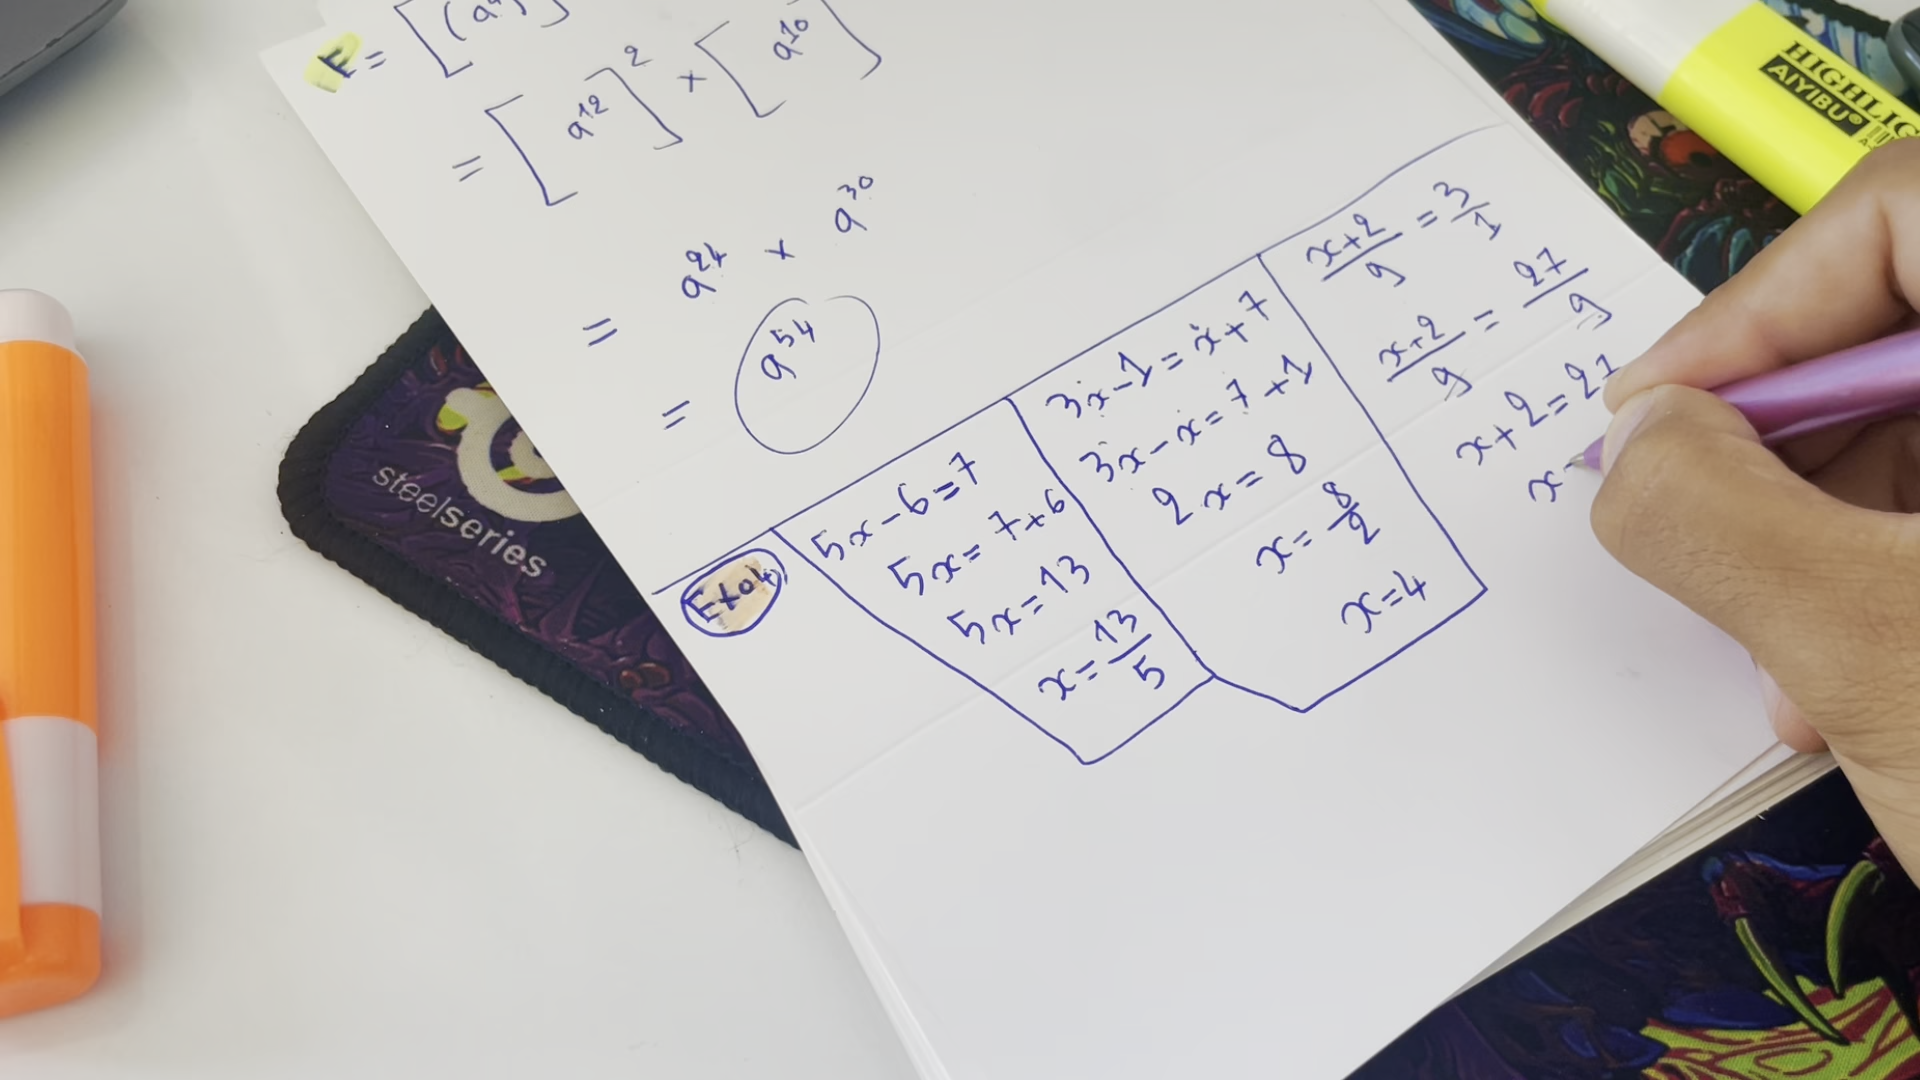 F = [(a
= [a¹²]² × [a¹⁰]
= a²⁴ × a³⁰
= a⁵⁴
Exo4
5x-6=7
5x=7+6
5x=13
x=13/5
3x-1=x+7
3x-x=7+1
2x=8
x=8/2
x=4
x+2/9=3/1
x+2/9=27/9
x+2=27
x
steelseries
HIGHLIG
AIYIBU®